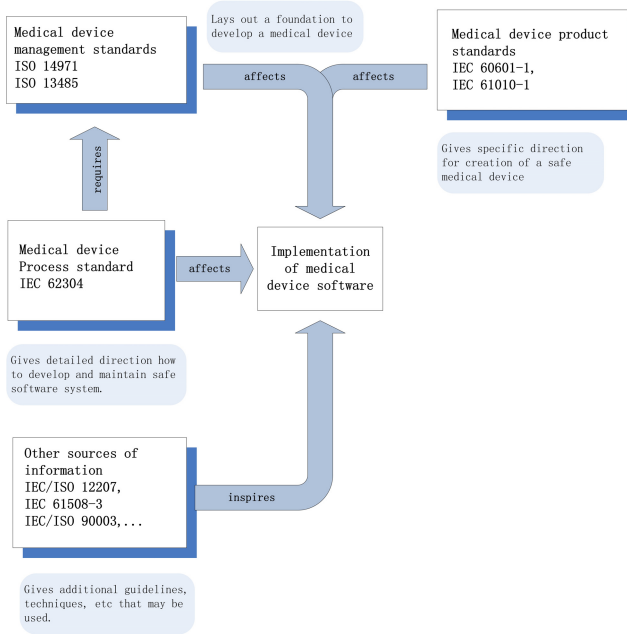 Medical device
management standards
ISO 14971
ISO 13485
Lays out a foundation to
develop a medical device
Medical device product
standards
IEC 60601-1,
IEC 61010-1
affects
affects
Gives specific direction
for creation of a safe
medical device
requires
Medical device
Process standard
IEC 62304
affects
Implementation
of medical
device software
Gives detailed direction how
to develop and maintain safe
software system.
Other sources of
information
IEC/ISO 12207,
IEC 61508-3
IEC/ISO 90003,...
inspires
Gives additional guidelines,
techniques, etc that may be
used.